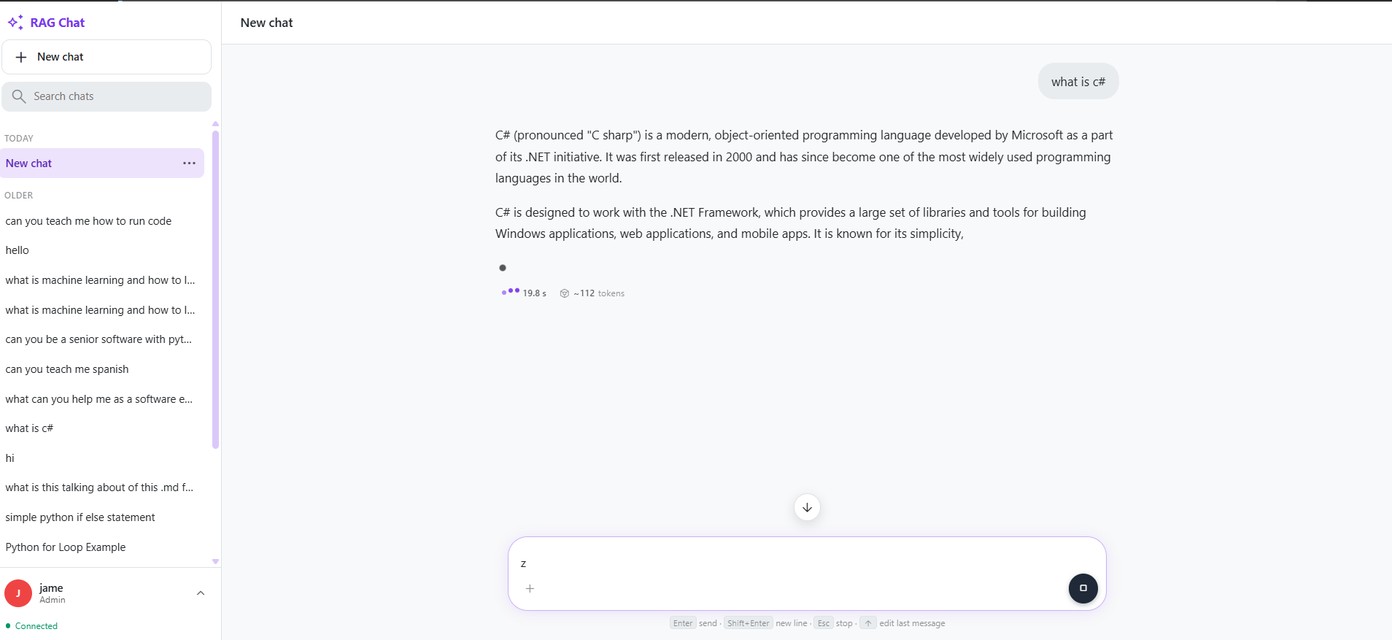 RAG Chat
New chat
Search chats
TODAY
New chat
OLDER
can you teach me how to run code
hello
what is machine learning and how to l...
what is machine learning and how to l...
can you be a senior software with pyt...
can you teach me spanish
what can you help me as a software e...
what is c#
hi
what is this talking about of this .md f...
simple python if else statement
Python for Loop Example
J
jame
Admin
Connected
New chat
what is c#
C# (pronounced "C sharp") is a modern, object-oriented programming language developed by Microsoft as a part
of its .NET initiative. It was first released in 2000 and has since become one of the most widely used programming
languages in the world.
C# is designed to work with the .NET Framework, which provides a large set of libraries and tools for building
Windows applications, web applications, and mobile apps. It is known for its simplicity,
19.8 s ~112 tokens
z
Enter send · Shift+Enter new line · Esc stop · ↑ edit last message